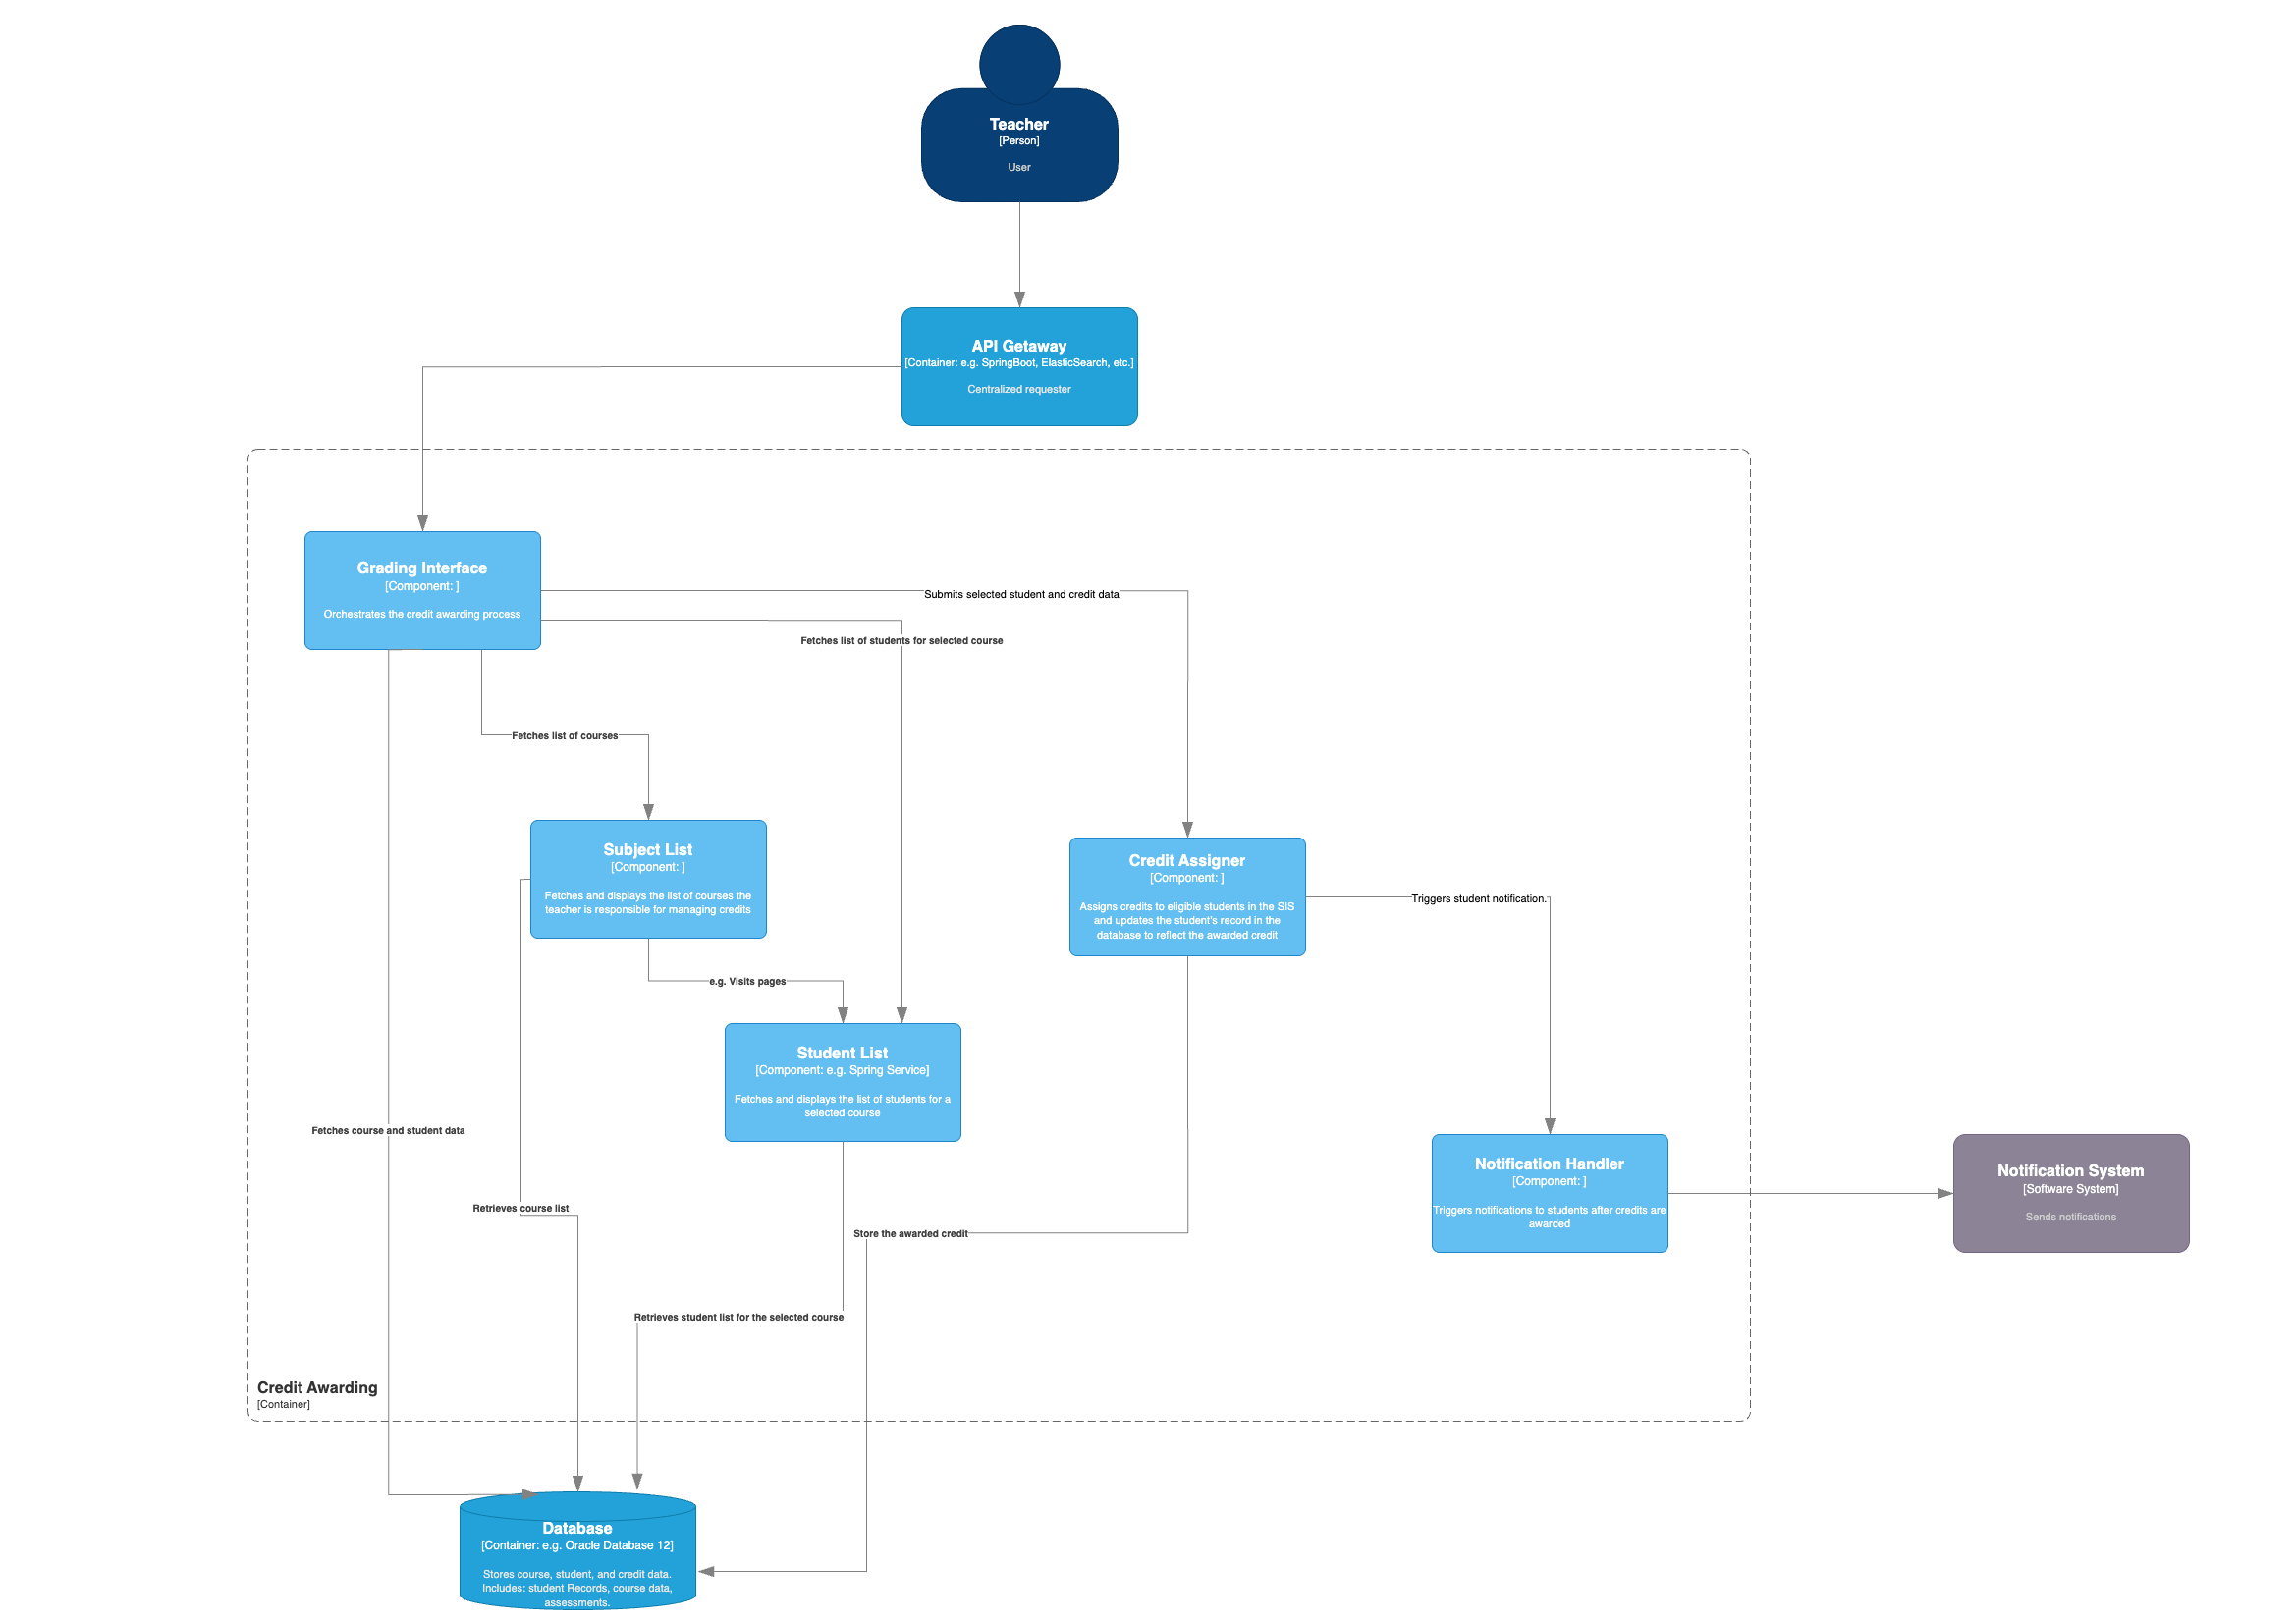 Teacher
[Person]
User
API Getaway
[Container: e.g. SpringBoot, ElasticSearch, etc.]
Centralized requester
Grading Interface
[Component: ]
Orchestrates the credit awarding process
Submits selected student and credit data
Fetches list of students for selected course
Fetches list of courses
Subject List
[Component: ]
Fetches and displays the list of courses the
teacher is responsible for managing credits
Credit Assigner
[Component: ]
Assigns credits to eligible students in the SIS
and updates the student's record in the
database to reflect the awarded credit
Triggers student notification.
e.g. Visits pages
Student List
[Component: e.g. Spring Service]
Fetches and displays the list of students for a
selected course
Fetches course and student data
Notification Handler
[Component: ]
Triggers notifications to students after credits are
awarded
Notification System
[Software System]
Sends notifications
Retrieves course list
Store the awarded credit
Retrieves student list for the selected course
Credit Awarding
[Container]
Database
[Container: e.g. Oracle Database 12]
Stores course, student, and credit data.
Includes: student Records, course data,
assessments.